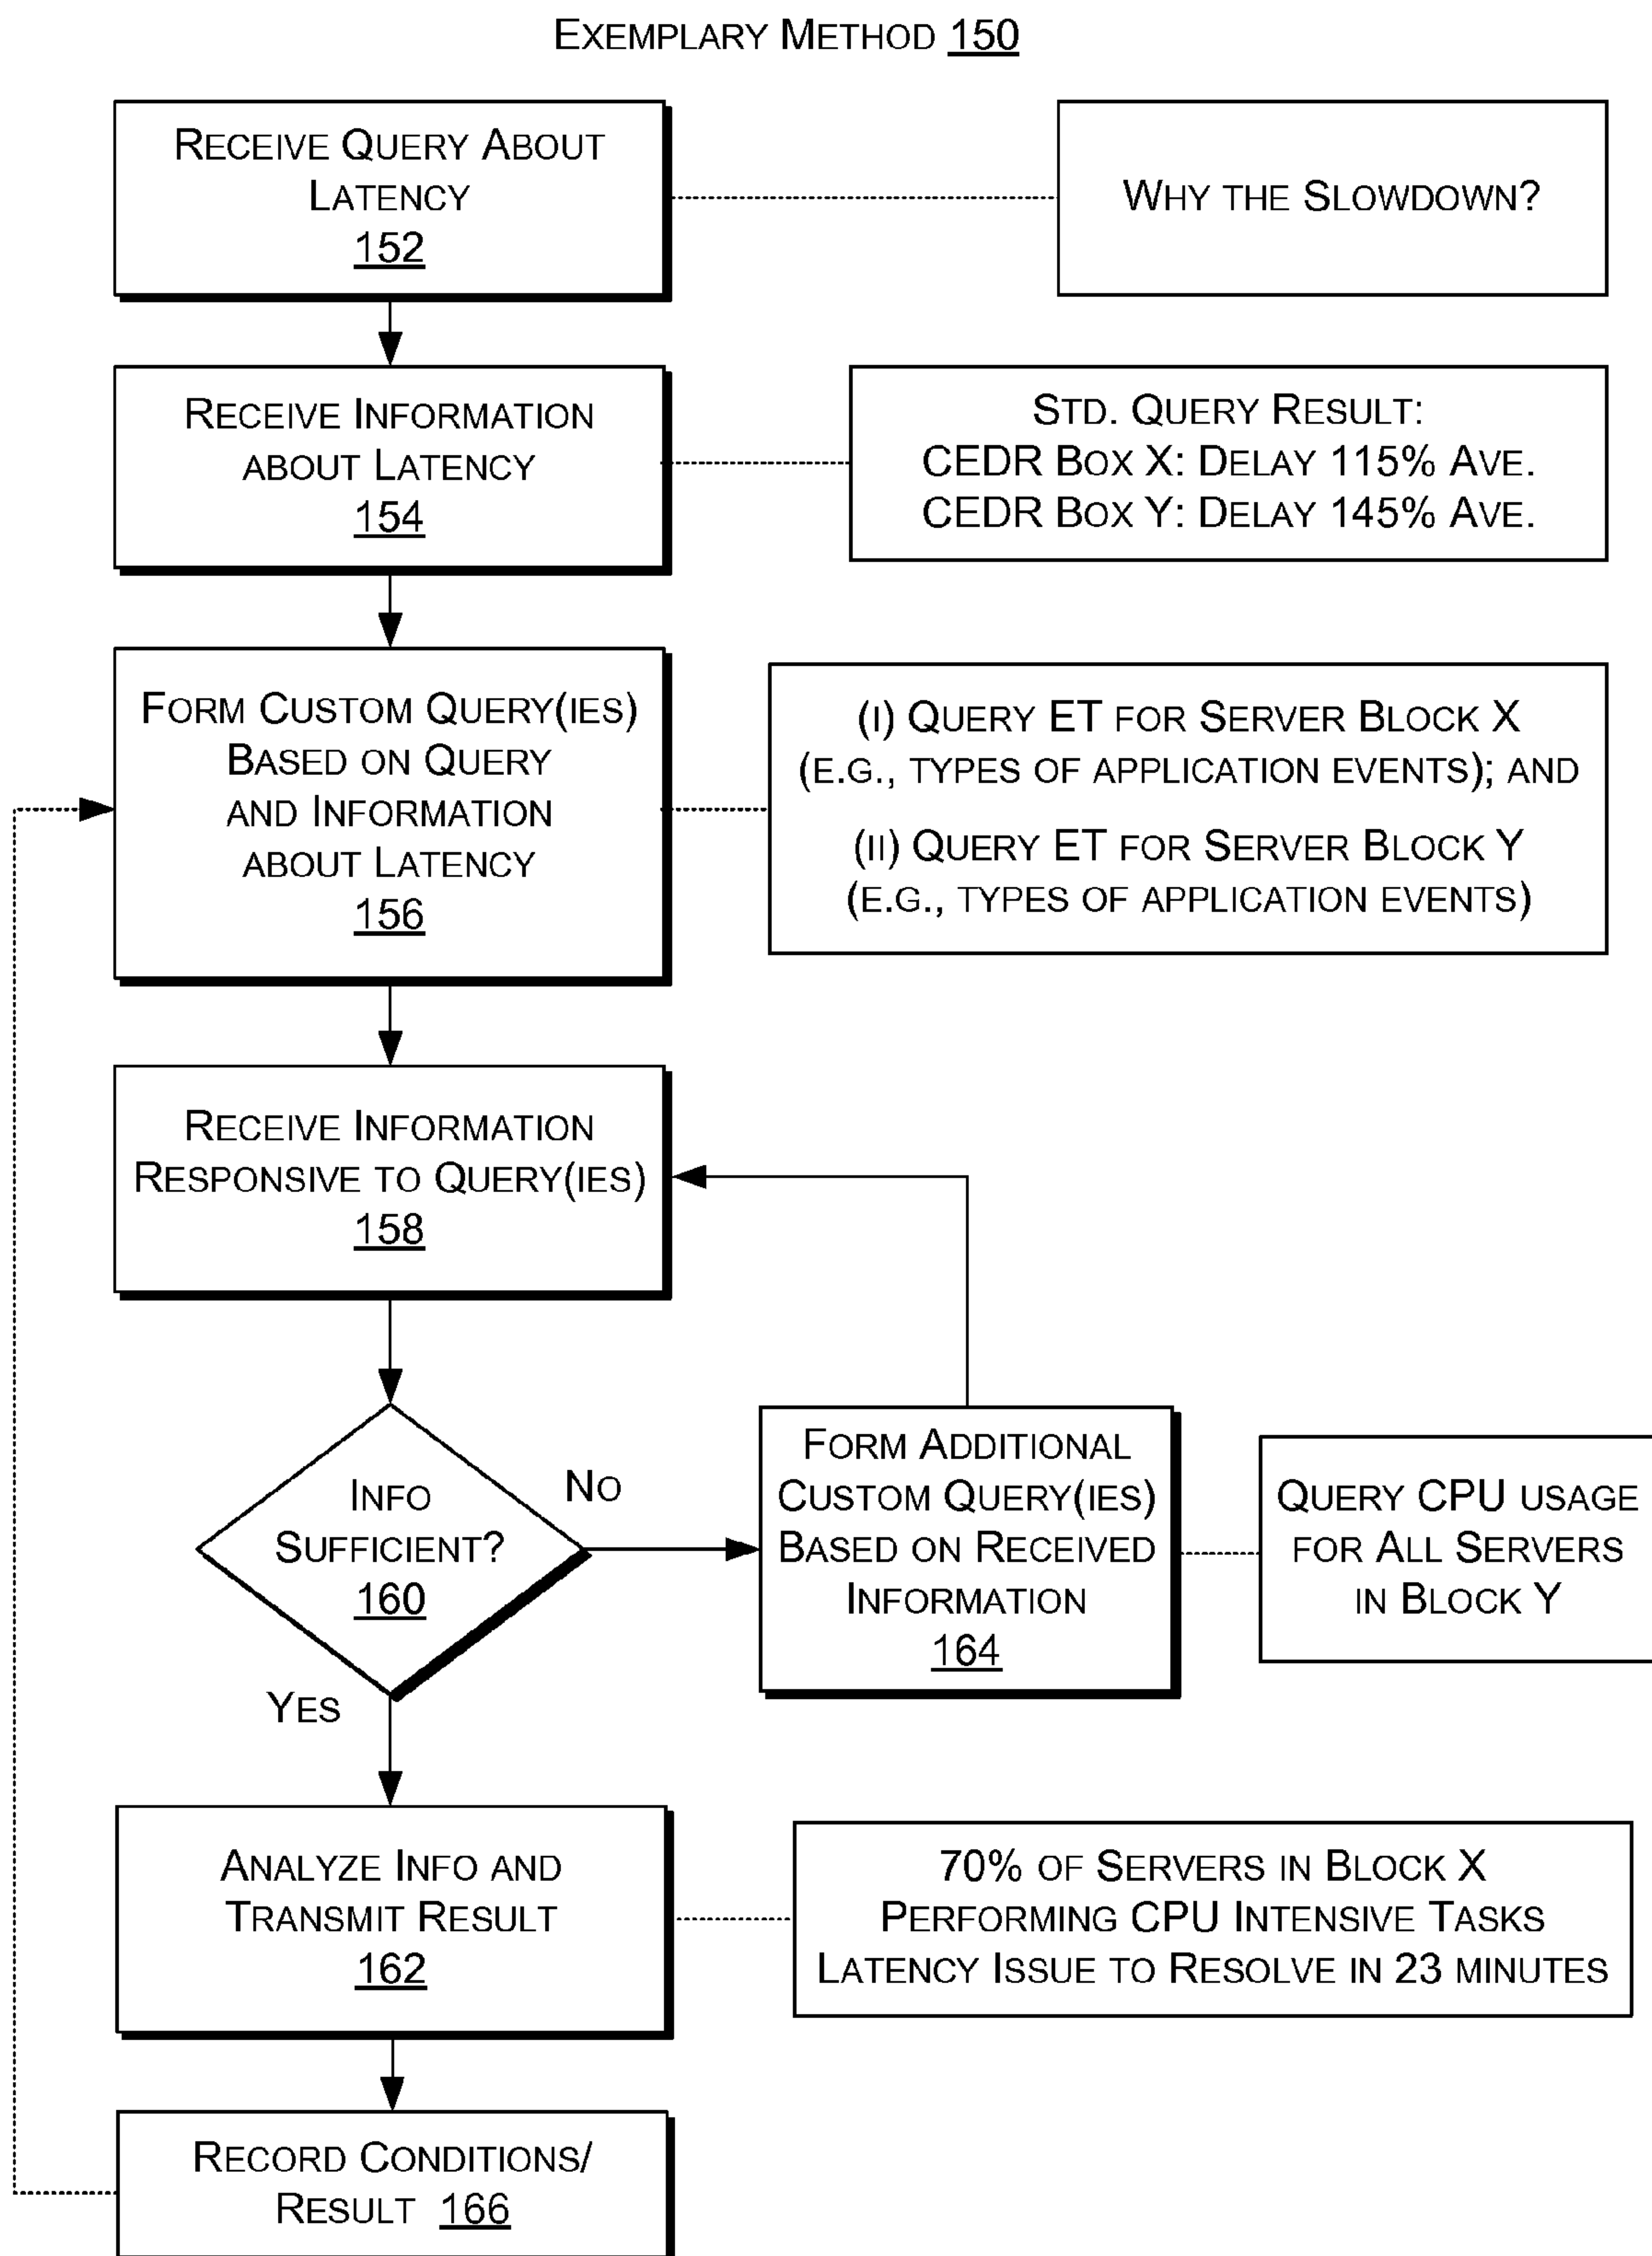 EXEMPLARY METHOD 150
RECEIVE QUERY ABOUT
LATENCY
152
WHY THE SLOWDOWN?
RECEIVE INFORMATION
ABOUT LATENCY
154
STD. QUERY RESULT:
CEDR BOX X: DELAY 115% AVE.
CEDR BOX Y: DELAY 145% AVE.
FORM CUSTOM QUERY(IES)
BASED ON QUERY
AND INFORMATION
ABOUT LATENCY
156
(I) QUERY ET FOR SERVER BLOCK X
(E.G., TYPES OF APPLICATION EVENTS); AND
(II) QUERY ET FOR SERVER BLOCK Y
(E.G., TYPES OF APPLICATION EVENTS)
RECEIVE INFORMATION
RESPONSIVE TO QUERY(IES)
158
INFO
SUFFICIENT?
160
NO
YES
FORM ADDITIONAL
CUSTOM QUERY(IES)
BASED ON RECEIVED
INFORMATION
164
QUERY CPU USAGE
FOR ALL SERVERS
IN BLOCK Y
ANALYZE INFO AND
TRANSMIT RESULT
162
70% OF SERVERS IN BLOCK X
PERFORMING CPU INTENSIVE TASKS
LATENCY ISSUE TO RESOLVE IN 23 MINUTES
RECORD CONDITIONS/
RESULT 166